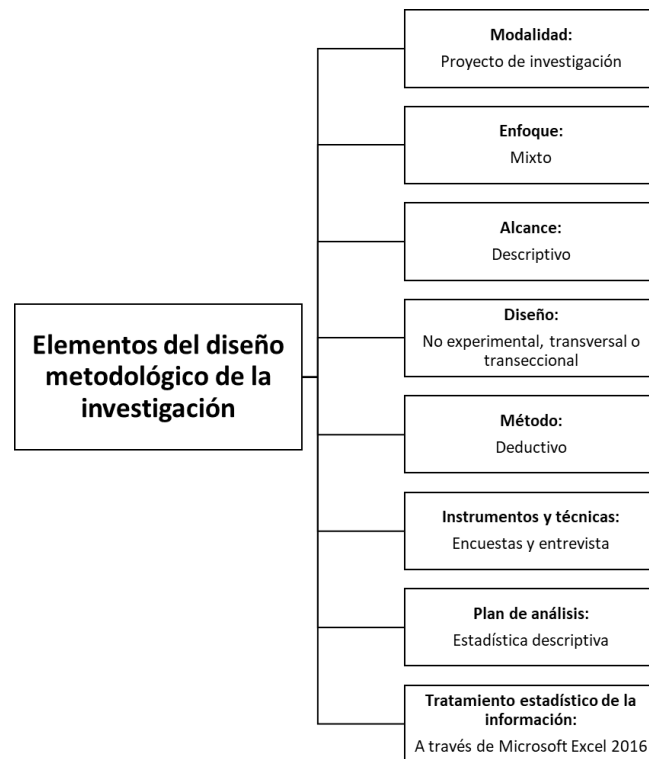 Elementos del diseño
metodológico de la
investigación
Modalidad:
Proyecto de investigación
Enfoque:
Mixto
Alcance:
Descriptivo
Diseño:
No experimental, transversal o
transeccional
Método:
Deductivo
Instrumentos y técnicas:
Encuestas y entrevista
Plan de análisis:
Estadística descriptiva
Tratamiento estadístico de la
información:
A través de Microsoft Excel 2016